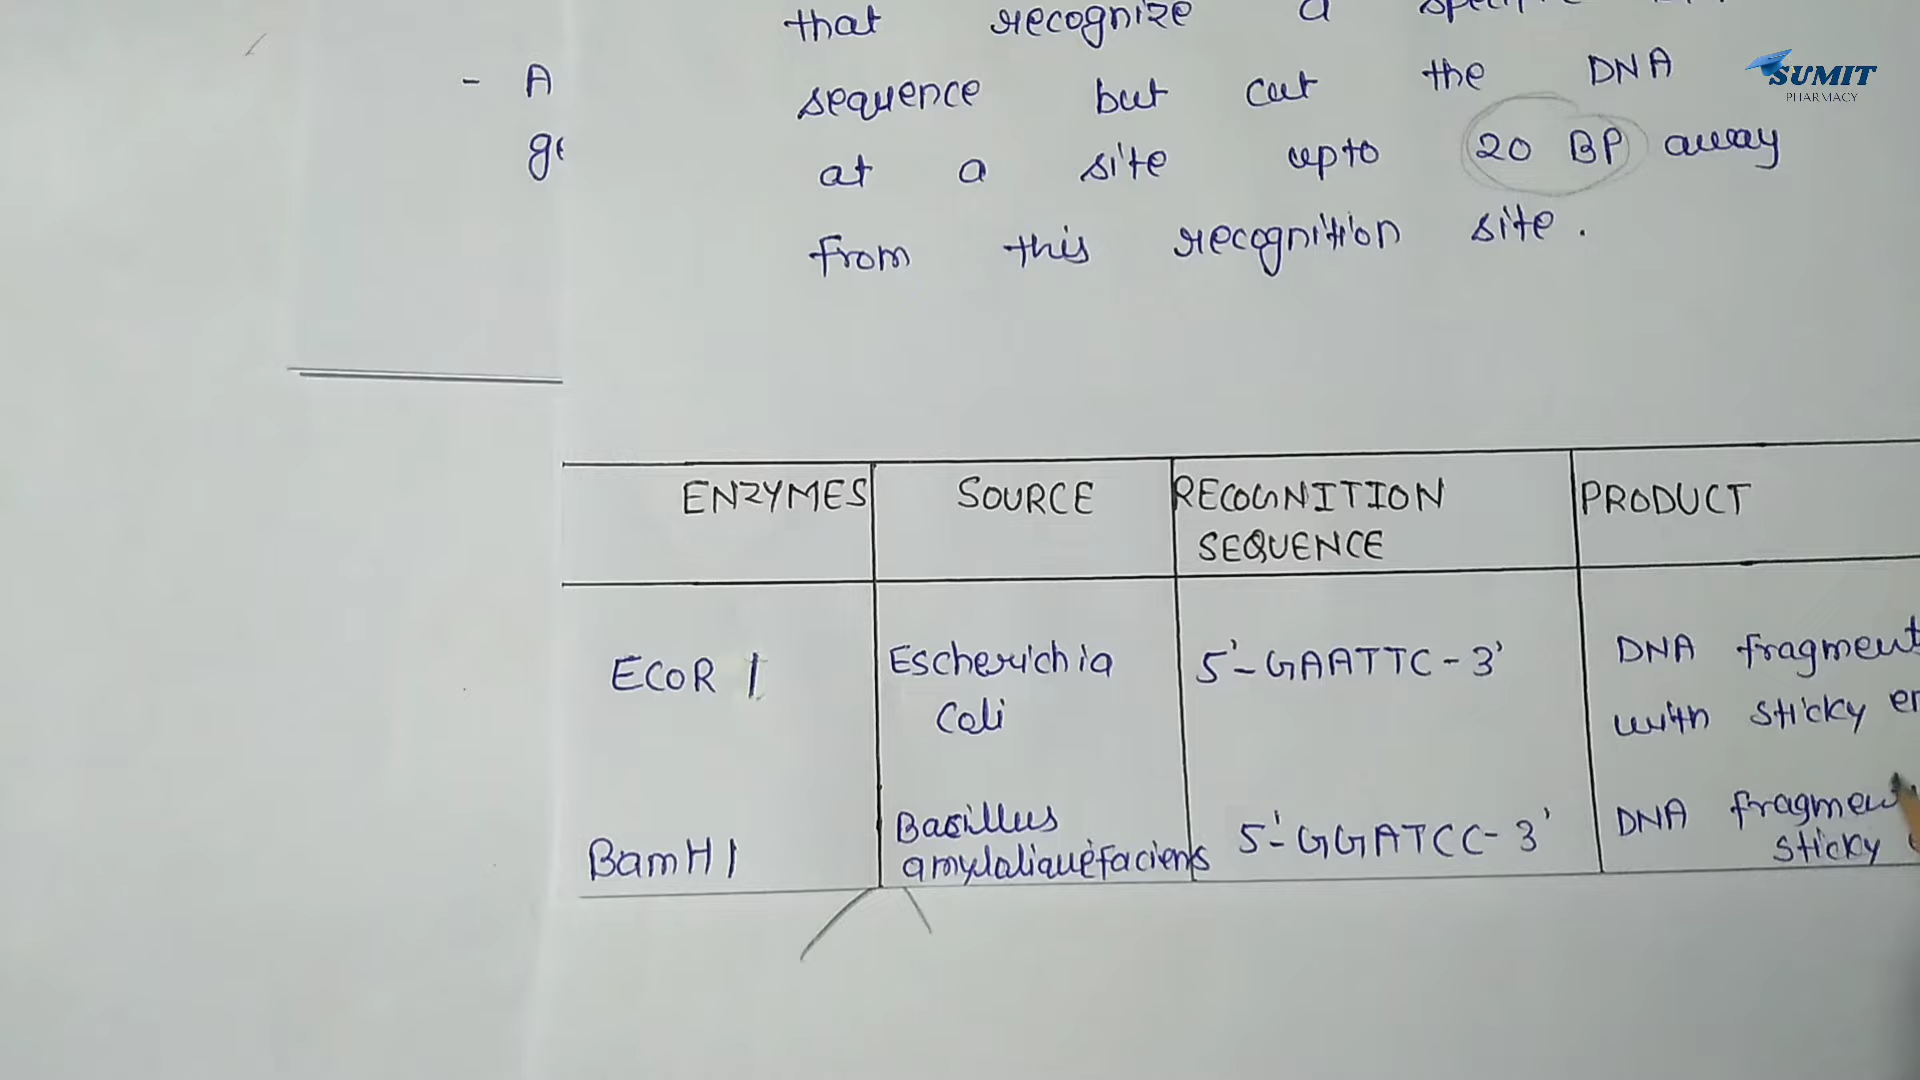 that recognize a
- A
sequence but cut the DNA
SUMIT
PHARMACY
at a site upto 20 BP away
from this recognition site.
ENZYMES SOURCE RECOGNITION SEQUENCE PRODUCT
ECOR I
Escherichia
Coli
5'-GAATTC-3'
DNA fragment
with sticky
BamHI
Bacillus
amylaliquefaciens
5'-GGATCC-3'
DNA fragment
sticky